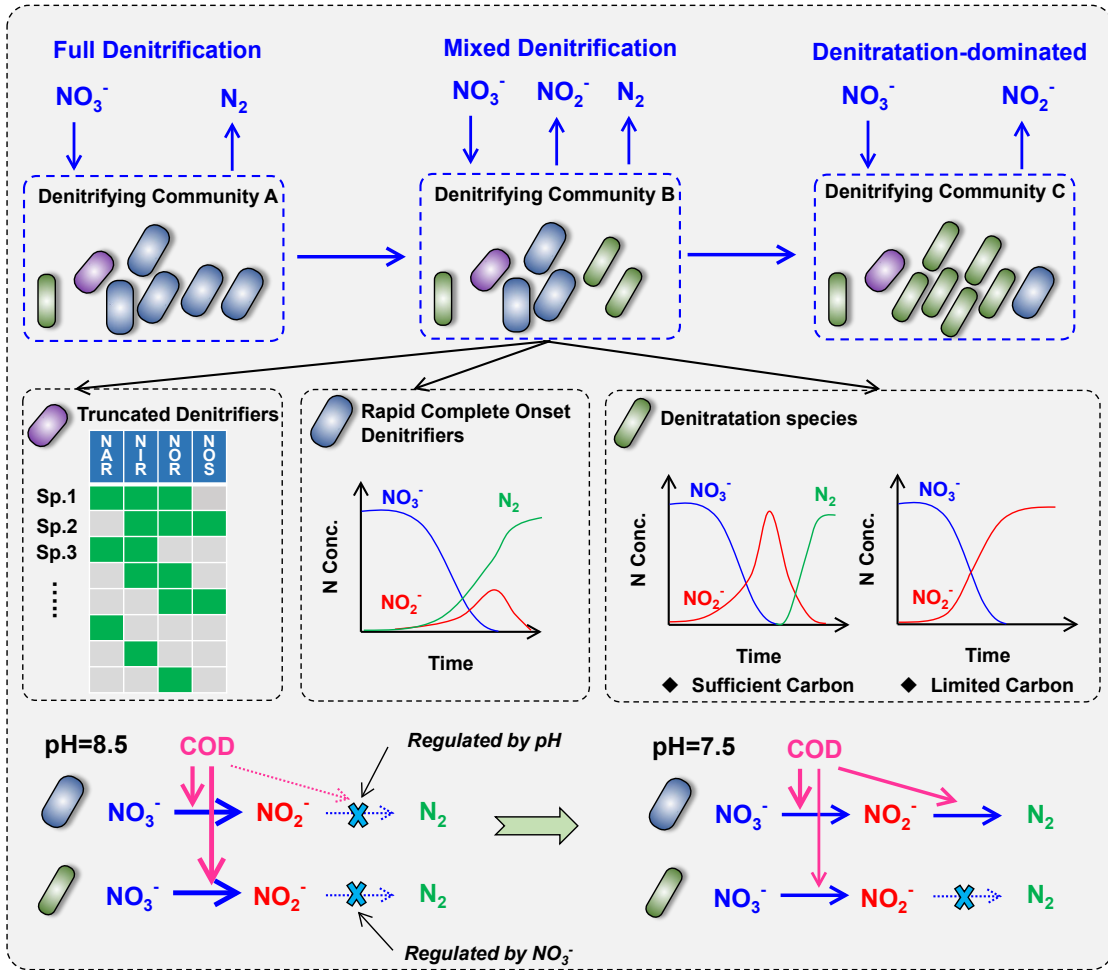 Full Denitrification
Mixed Denitrification
Denitratation-dominated
NO₃⁻
N₂
NO₃⁻
NO₂⁻
N₂
NO₃⁻
NO₂⁻
Denitrifying Community A
Denitrifying Community B
Denitrifying Community C
Truncated Denitrifiers
NAR
NIR
NOR
NOS
Sp.1
Sp.2
Sp.3
......
Rapid Complete Onset
Denitrifiers
NO₃⁻
N₂
NO₂⁻
N Conc.
Time
Denitratation species
NO₃⁻
N₂
NO₂⁻
N Conc.
Time
◆ Sufficient Carbon
NO₃⁻
NO₂⁻
N Conc.
Time
◆ Limited Carbon
pH=8.5
COD
Regulated by pH
NO₃⁻
NO₂⁻
N₂
NO₃⁻
NO₂⁻
N₂
Regulated by NO₃⁻
pH=7.5
COD
NO₃⁻
NO₂⁻
N₂
NO₃⁻
NO₂⁻
N₂